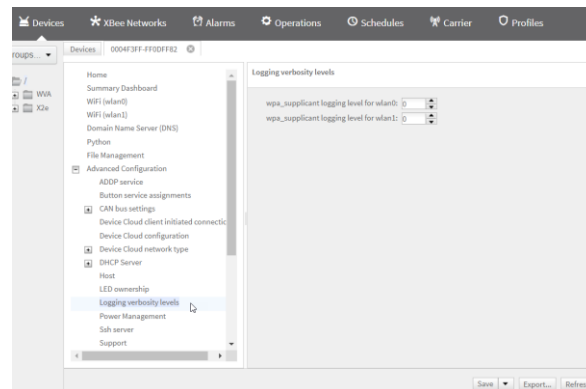 Devices XBee Networks Alarms Operations Schedules Carrier Profiles
roups... Devices 0004F3FF-FF0DFF82
/
WVA
X2e
Home
Summary Dashboard
WiFi (wlan0)
WiFi (wlan1)
Domain Name Server (DNS)
Python
File Management
Advanced Configuration
ADDP service
Button service assignments
CAN bus settings
Device Cloud client initiated connectic
Device Cloud configuration
Device Cloud network type
DHCP Server
Host
LED ownership
Logging verbosity levels
Power Management
Ssh server
Support
Logging verbosity levels
wpa_supplicant logging level for wlan0: 0
wpa_supplicant logging level for wlan1: 0
Save Export... Refres